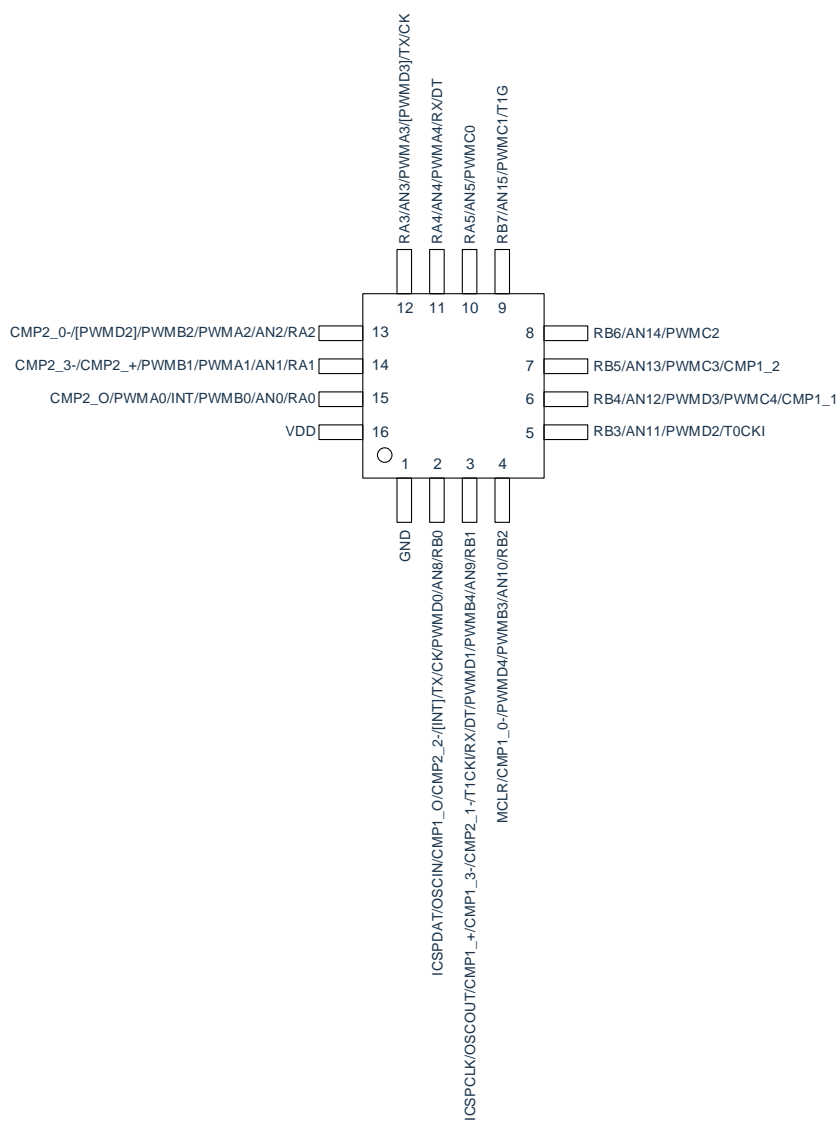 RA3/AN3/PWMA3/[PWMD3]/TX/CK
RA4/AN4/PWMA4/RX/DT
RA5/AN5/PWMC0
RB7/AN15/PWMC1/T1G
12
11
10
9
CMP2_0-/[PWMD2]/PWMB2/PWMA2/AN2/RA2
13
8
RB6/AN14/PWMC2
CMP2_3-/CMP2_+/PWMB1/PWMA1/AN1/RA1
14
7
RB5/AN13/PWMC3/CMP1_2
CMP2_O/PWMA0/INT/PWMB0/AN0/RA0
15
6
RB4/AN12/PWMD3/PWMC4/CMP1_1
VDD
16
5
RB3/AN11/PWMD2/T0CKI
1
2
3
4
GND
ICSPDAT/OSCIN/CMP1_O/CMP2_2-/[INT]/TX/CK/PWMD0/AN8/RB0
ICSPCLK/OSCOUT/CMP1_+/CMP1_3-/CMP2_1-/T1CKI/RX/DT/PWMD1/PWMB4/AN9/RB1
MCLR/CMP1_0-/PWMD4/PWMB3/AN10/RB2